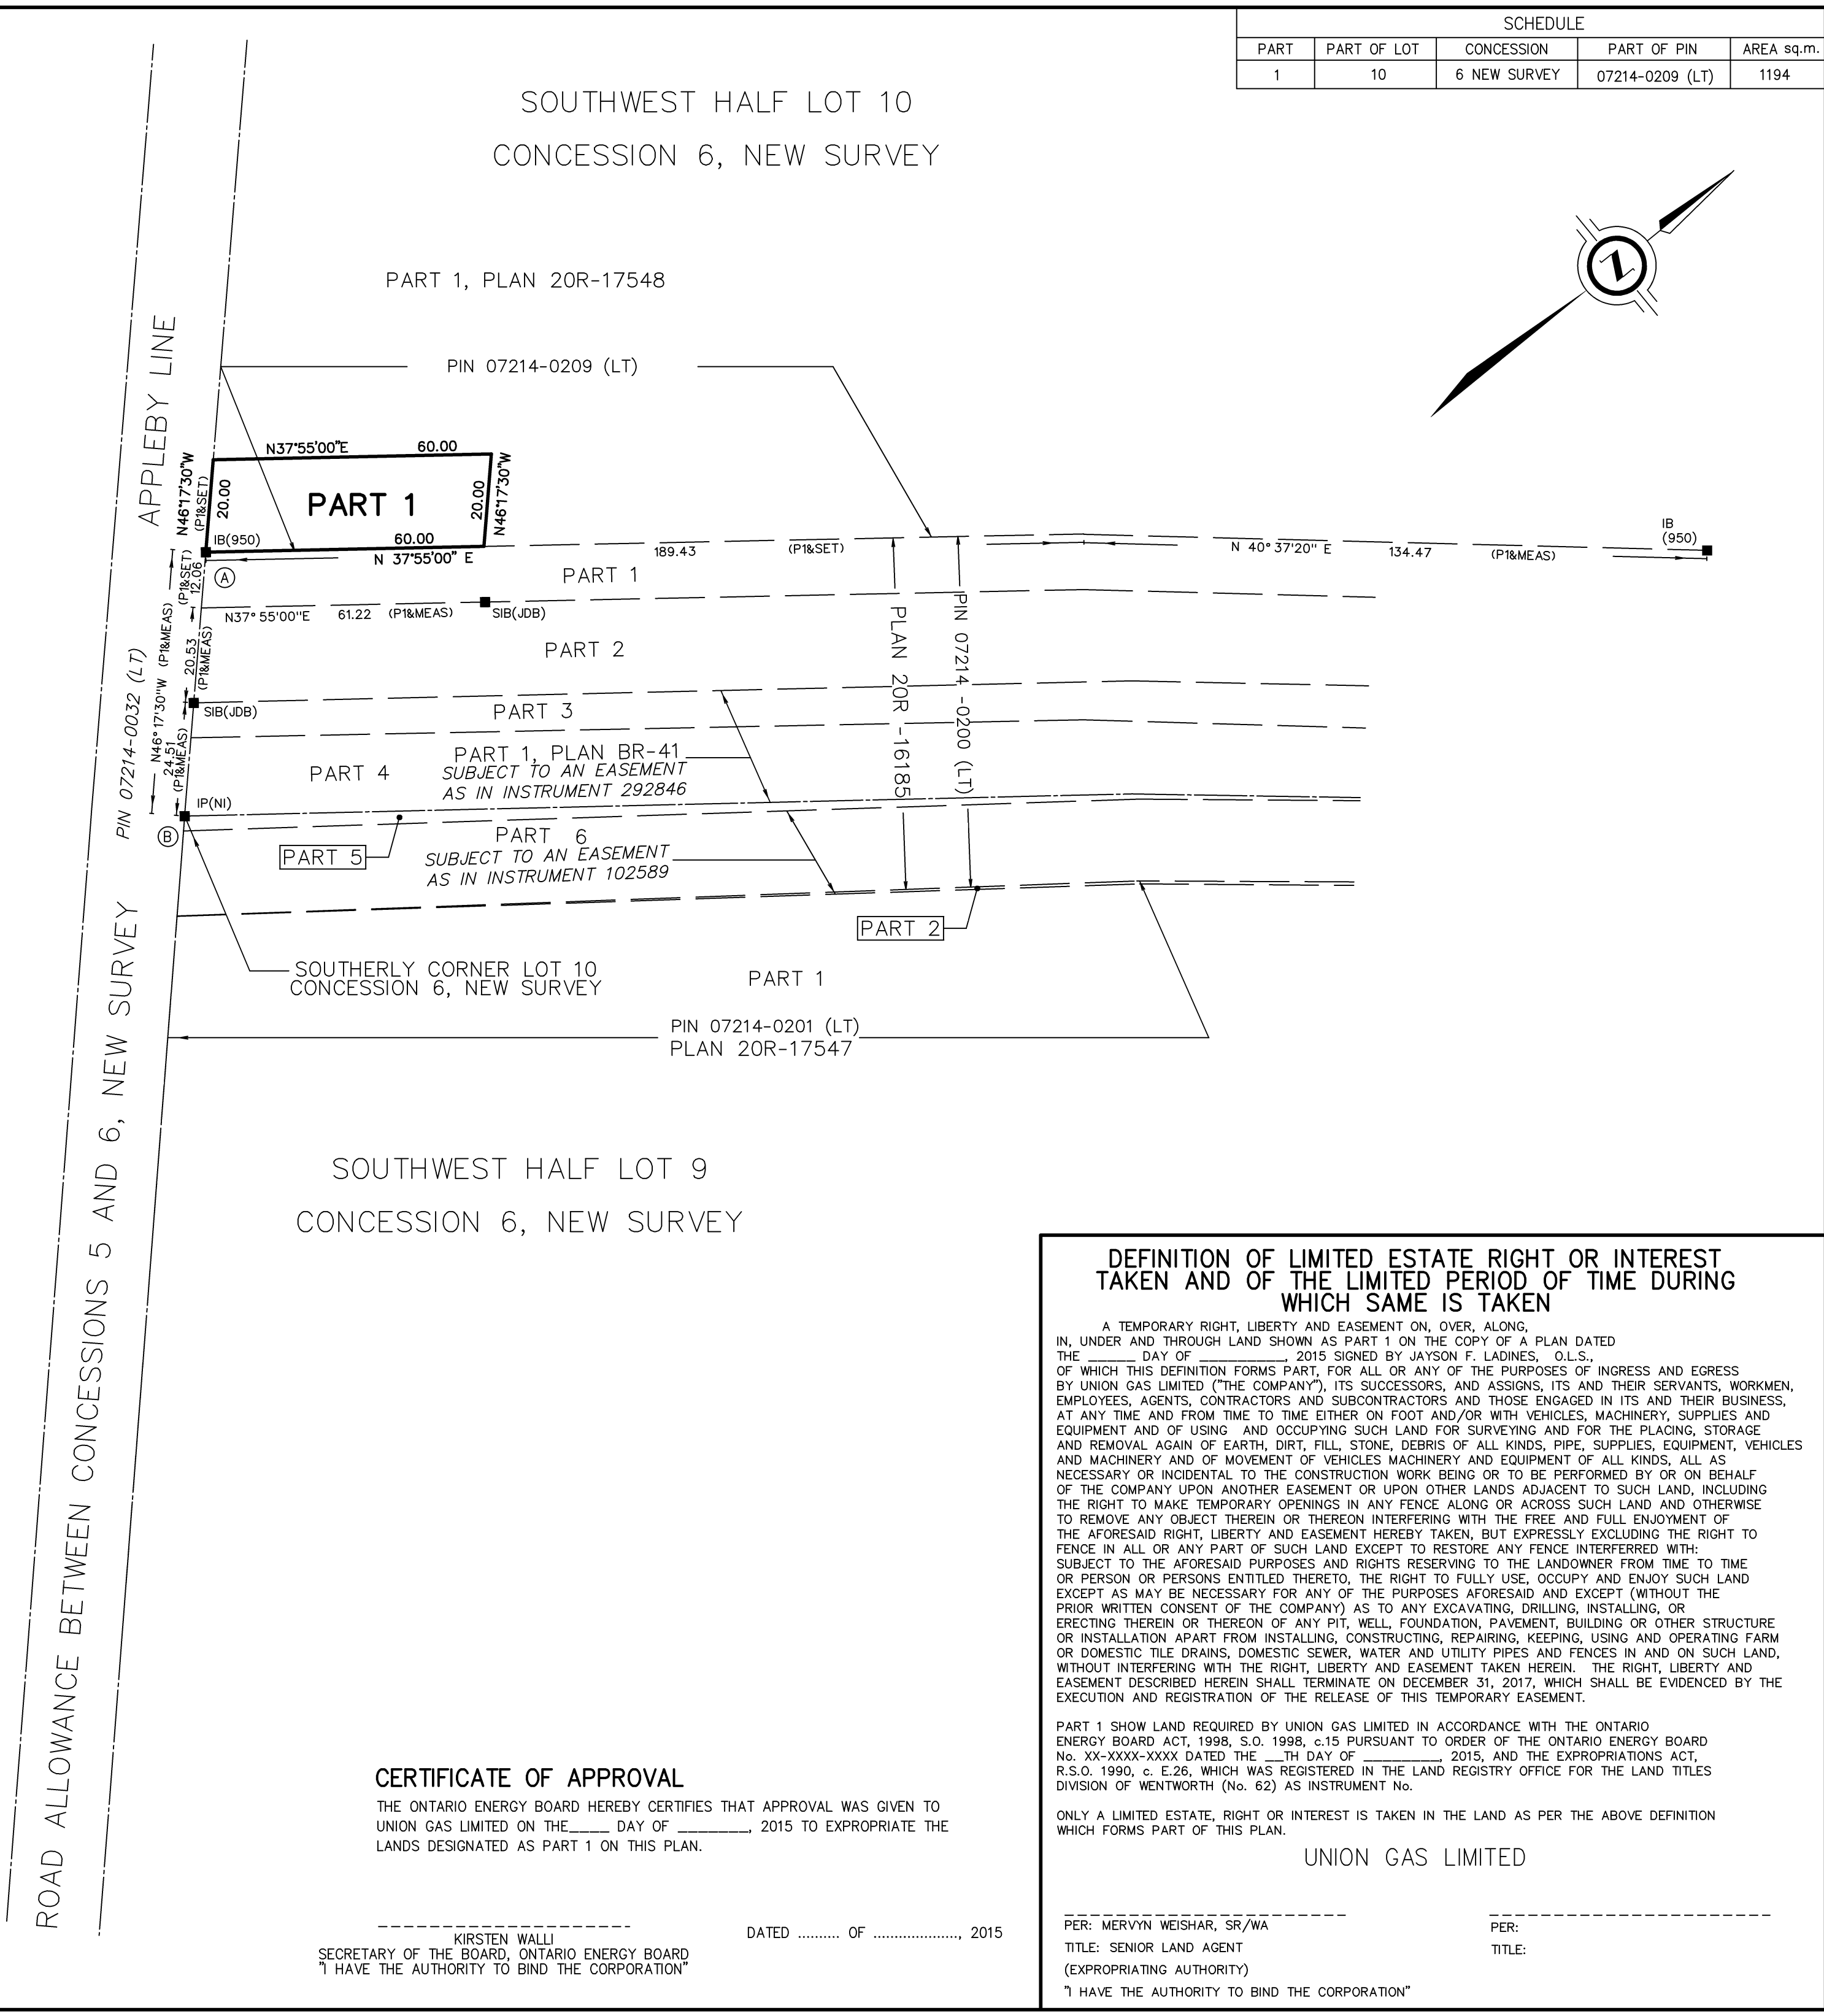 SCHEDULE
PART PART OF LOT CONCESSION PART OF PIN AREA sq.m.
1 10 6 NEW SURVEY 07214-0209 (LT) 1194
SOUTHWEST HALF LOT 10
CONCESSION 6, NEW SURVEY
PART 1, PLAN 20R-17548
PIN 07214-0209 (LT)
APPLEBY LINE
N37°55'00"E 60.00
N46°17'30"W
(P1&SET)
20.00
PART 1
20.00
N46°17'30"W
IB(950)
60.00
N 37°55'00" E
189.43 (P1&SET)
N 40°37'20" E 134.47 (P1&MEAS)
IB
(950)
A
(P1&SET)
12.06
PART 1
N37°55'00"E 61.22 (P1&MEAS)
SIB(JDB)
N46°17'30"W (P1&MEAS)
20.53
(P1&MEAS)
PART 2
PLAN 20R-16185
PIN 07214-0200 (LT)
SIB(JDB)
PART 3
PIN 07214-0032 (LT)
24.51
(P1&MEAS)
PART 4
PART 1, PLAN BR-41
SUBJECT TO AN EASEMENT
AS IN INSTRUMENT 292846
IP(NI)
B
PART 5
PART 6
SUBJECT TO AN EASEMENT
AS IN INSTRUMENT 102589
PART 2
SOUTHERLY CORNER LOT 10
CONCESSION 6, NEW SURVEY
PART 1
PIN 07214-0201 (LT)
PLAN 20R-17547
ROAD ALLOWANCE BETWEEN CONCESSIONS 5 AND 6, NEW SURVEY
SOUTHWEST HALF LOT 9
CONCESSION 6, NEW SURVEY
DEFINITION OF LIMITED ESTATE RIGHT OR INTEREST
TAKEN AND OF THE LIMITED PERIOD OF TIME DURING
WHICH SAME IS TAKEN
A TEMPORARY RIGHT, LIBERTY AND EASEMENT ON, OVER, ALONG,
IN, UNDER AND THROUGH LAND SHOWN AS PART 1 ON THE COPY OF A PLAN DATED
THE _____ DAY OF _________, 2015 SIGNED BY JAYSON F. LADINES, O.L.S.,
OF WHICH THIS DEFINITION FORMS PART, FOR ALL OR ANY OF THE PURPOSES OF INGRESS AND EGRESS
BY UNION GAS LIMITED ("THE COMPANY"), ITS SUCCESSORS, AND ASSIGNS, ITS AND THEIR SERVANTS, WORKMEN,
EMPLOYEES, AGENTS, CONTRACTORS AND SUBCONTRACTORS AND THOSE ENGAGED IN ITS AND THEIR BUSINESS,
AT ANY TIME AND FROM TIME TO TIME EITHER ON FOOT AND/OR WITH VEHICLES, MACHINERY, SUPPLIES AND
EQUIPMENT AND OF USING AND OCCUPYING SUCH LAND FOR SURVEYING AND FOR THE PLACING, STORAGE
AND REMOVAL AGAIN OF EARTH, DIRT, FILL, STONE, DEBRIS OF ALL KINDS, PIPE, SUPPLIES, EQUIPMENT, VEHICLES
AND MACHINERY AND OF MOVEMENT OF VEHICLES MACHINERY AND EQUIPMENT OF ALL KINDS, ALL AS
NECESSARY OR INCIDENTAL TO THE CONSTRUCTION WORK BEING OR TO BE PERFORMED BY OR ON BEHALF
OF THE COMPANY UPON ANOTHER EASEMENT OR UPON OTHER LANDS ADJACENT TO SUCH LAND, INCLUDING
THE RIGHT TO MAKE TEMPORARY OPENINGS IN ANY FENCE ALONG OR ACROSS SUCH LAND AND OTHERWISE
TO REMOVE ANY OBJECT THEREIN OR THEREON INTERFERING WITH THE FREE AND FULL ENJOYMENT OF
THE AFORESAID RIGHT, LIBERTY AND EASEMENT HEREBY TAKEN, BUT EXPRESSLY EXCLUDING THE RIGHT TO
FENCE IN ALL OR ANY PART OF SUCH LAND EXCEPT TO RESTORE ANY FENCE INTERFERRED WITH:
SUBJECT TO THE AFORESAID PURPOSES AND RIGHTS RESERVING TO THE LANDOWNER FROM TIME TO TIME
OR PERSON OR PERSONS ENTITLED THERETO, THE RIGHT TO FULLY USE, OCCUPY AND ENJOY SUCH LAND
EXCEPT AS MAY BE NECESSARY FOR ANY OF THE PURPOSES AFORESAID AND EXCEPT (WITHOUT THE
PRIOR WRITTEN CONSENT OF THE COMPANY) AS TO ANY EXCAVATING, DRILLING, INSTALLING, OR
ERECTING THEREIN OR THEREON OF ANY PIT, WELL, FOUNDATION, PAVEMENT, BUILDING OR OTHER STRUCTURE
OR INSTALLATION APART FROM INSTALLING, CONSTRUCTING, REPAIRING, KEEPING, USING AND OPERATING FARM
OR DOMESTIC TILE DRAINS, DOMESTIC SEWER, WATER AND UTILITY PIPES AND FENCES IN AND ON SUCH LAND,
WITHOUT INTERFERING WITH THE RIGHT, LIBERTY AND EASEMENT TAKEN HEREIN. THE RIGHT, LIBERTY AND
EASEMENT DESCRIBED HEREIN SHALL TERMINATE ON DECEMBER 31, 2017, WHICH SHALL BE EVIDENCED BY THE
EXECUTION AND REGISTRATION OF THE RELEASE OF THIS TEMPORARY EASEMENT.
PART 1 SHOW LAND REQUIRED BY UNION GAS LIMITED IN ACCORDANCE WITH THE ONTARIO
ENERGY BOARD ACT, 1998, S.O. 1998, c.15 PURSUANT TO ORDER OF THE ONTARIO ENERGY BOARD
No. XX-XXXX-XXXX DATED THE __TH DAY OF ________, 2015, AND THE EXPROPRIATIONS ACT,
R.S.O. 1990, c. E.26, WHICH WAS REGISTERED IN THE LAND REGISTRY OFFICE FOR THE LAND TITLES
DIVISION OF WENTWORTH (No. 62) AS INSTRUMENT No.
ONLY A LIMITED ESTATE, RIGHT OR INTEREST IS TAKEN IN THE LAND AS PER THE ABOVE DEFINITION
WHICH FORMS PART OF THIS PLAN.
UNION GAS LIMITED
PER: MERVYN WEISHAR, SR/WA
TITLE: SENIOR LAND AGENT
(EXPROPRIATING AUTHORITY)
"I HAVE THE AUTHORITY TO BIND THE CORPORATION"
PER:
TITLE:
CERTIFICATE OF APPROVAL
THE ONTARIO ENERGY BOARD HEREBY CERTIFIES THAT APPROVAL WAS GIVEN TO
UNION GAS LIMITED ON THE____ DAY OF _______, 2015 TO EXPROPRIATE THE
LANDS DESIGNATED AS PART 1 ON THIS PLAN.
KIRSTEN WALLI
SECRETARY OF THE BOARD, ONTARIO ENERGY BOARD
"I HAVE THE AUTHORITY TO BIND THE CORPORATION"
DATED .......... OF ...................., 2015